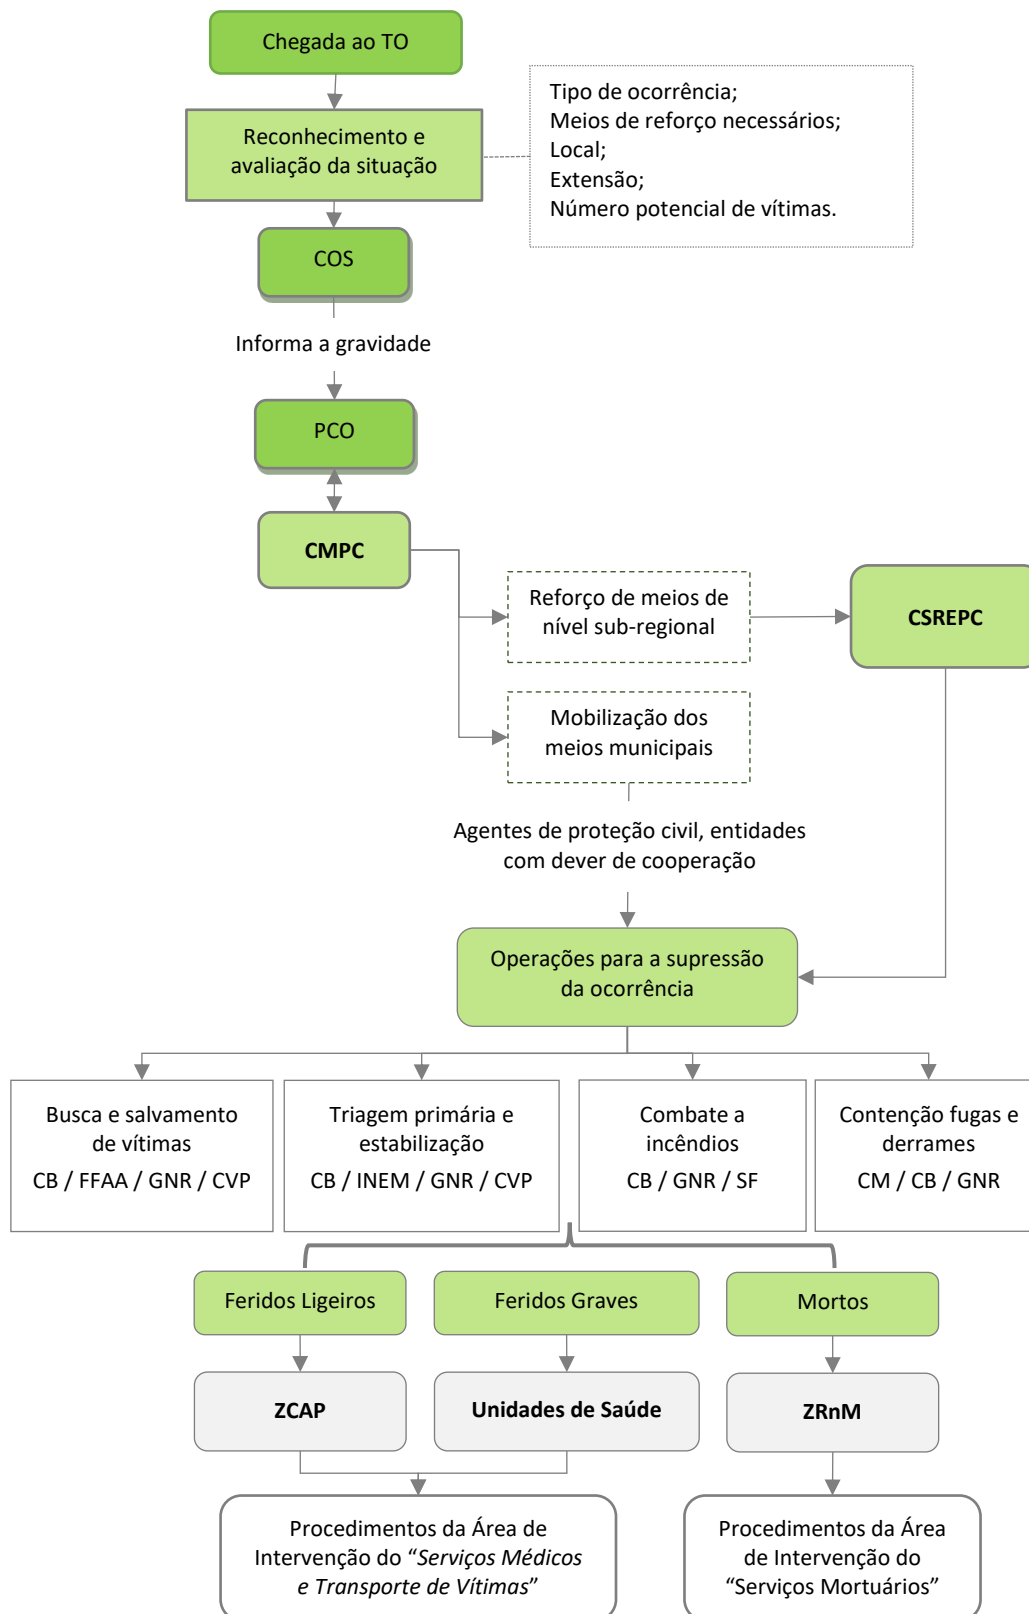 Chegada ao TO
Reconhecimento e
avaliação da situação
Tipo de ocorrência;
Meios de reforço necessários;
Local;
Extensão;
Número potencial de vítimas.
COS
Informa a gravidade
PCO
CMPC
Reforço de meios de
nível sub-regional
CSREPC
Mobilização dos
meios municipais
Agentes de proteção civil, entidades
com dever de cooperação
Operações para a supressão
da ocorrência
Busca e salvamento
de vítimas
CB / FFAA / GNR / CVP
Triagem primária e
estabilização
CB / INEM / GNR / CVP
Combate a
incêndios
CB / GNR / SF
Contenção fugas e
derrames
CM / CB / GNR
Feridos Ligeiros
Feridos Graves
Mortos
ZCAP
Unidades de Saúde
ZRnM
Procedimentos da Área de
Intervenção do “Serviços Médicos
e Transporte de Vítimas”
Procedimentos da Área
de Intervenção do
“Serviços Mortuários”